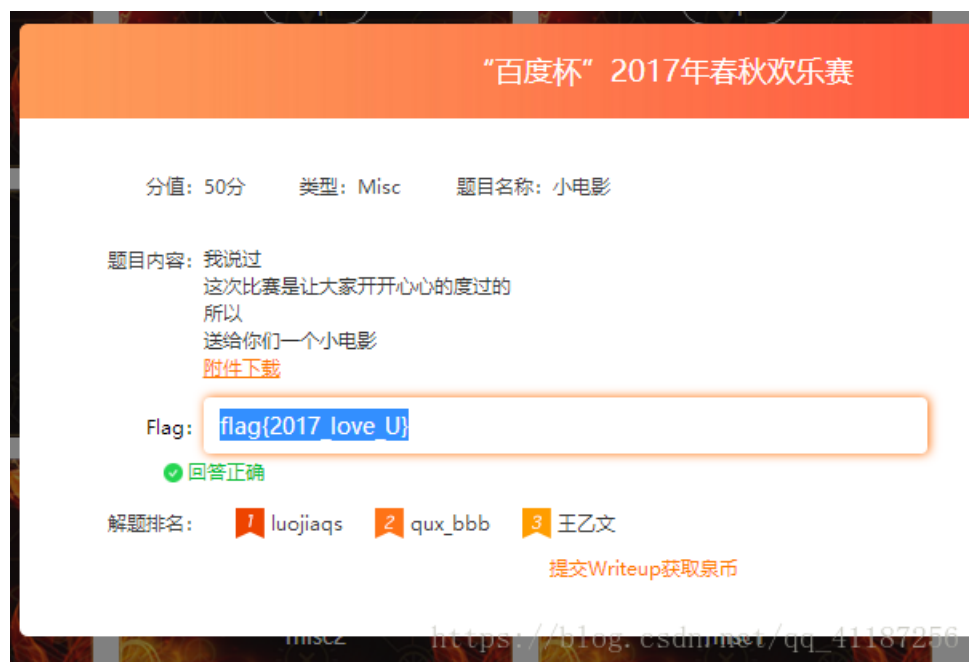 “百度杯”2017年春秋欢乐赛
分值：50分 类型：Misc 题目名称：小电影
题目内容：我说过
这次比赛是让大家开开心心的度过的
所以
送给你们一个小电影
附件下载
Flag：flag{2017_love_U}
回答正确
解题排名： 1 luojiaqs 2 qux_bbb 3 王乙文
提交Writeup获取泉币
misc2
https://blog.csdn.net/qq_41187256